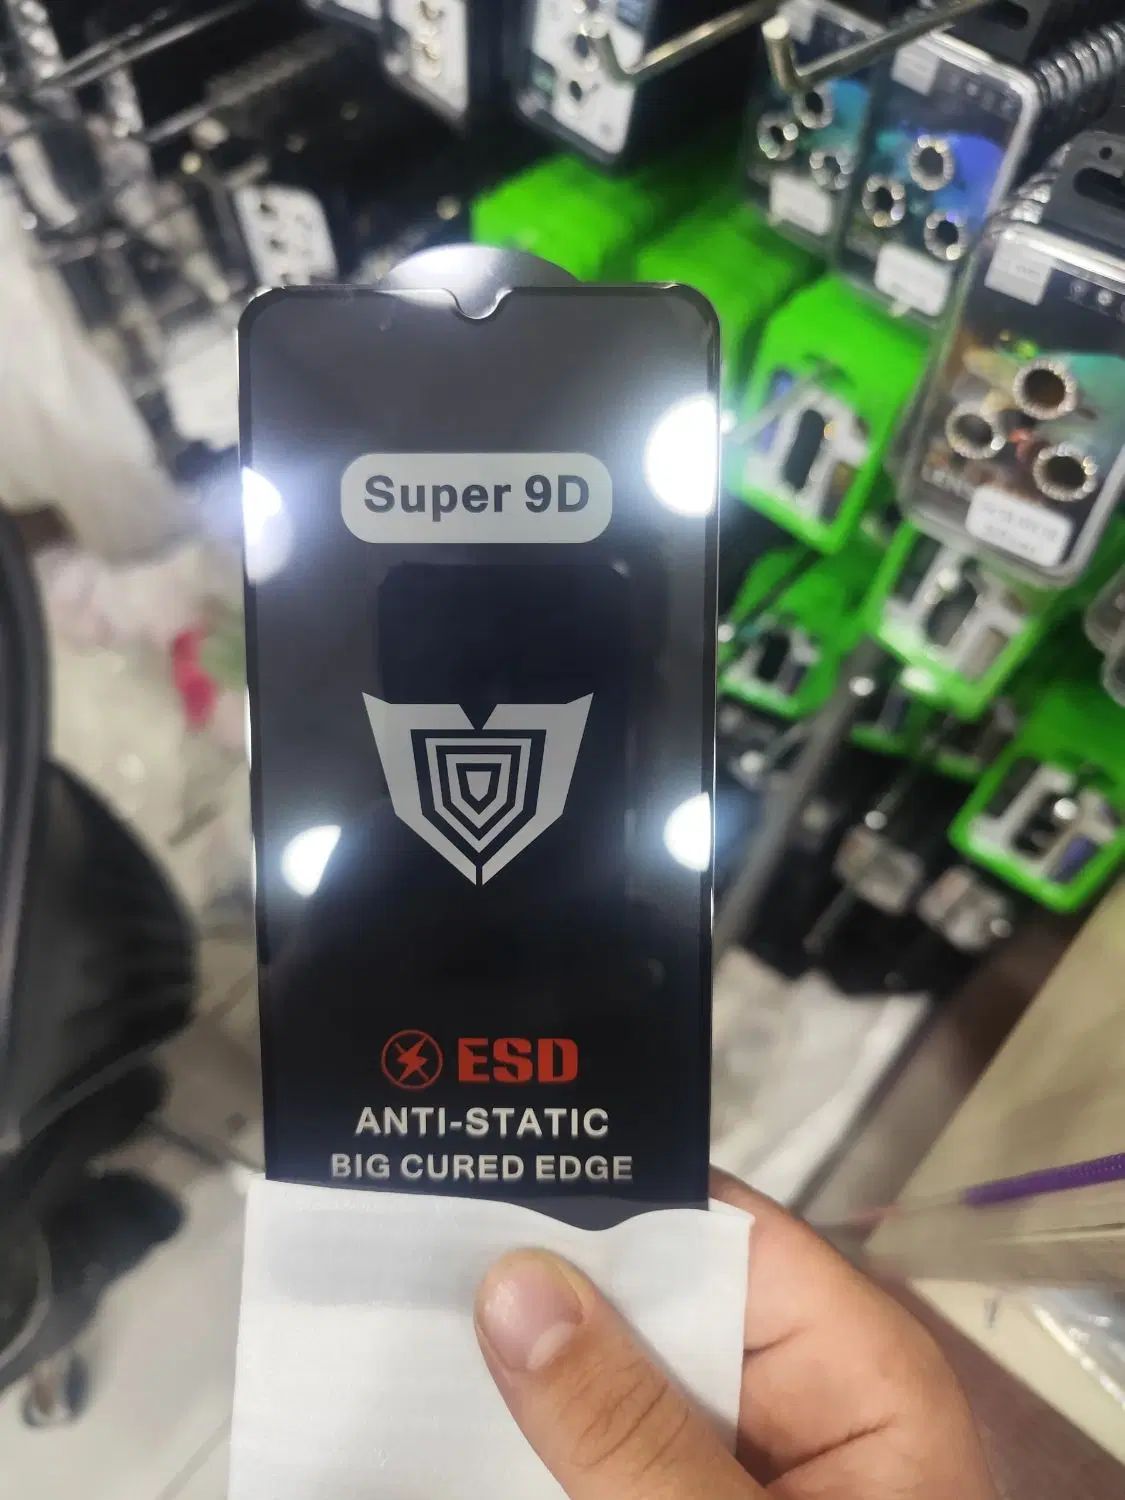 Super 9D
ESD
ANTI-STATIC
BIG CURED EDGE